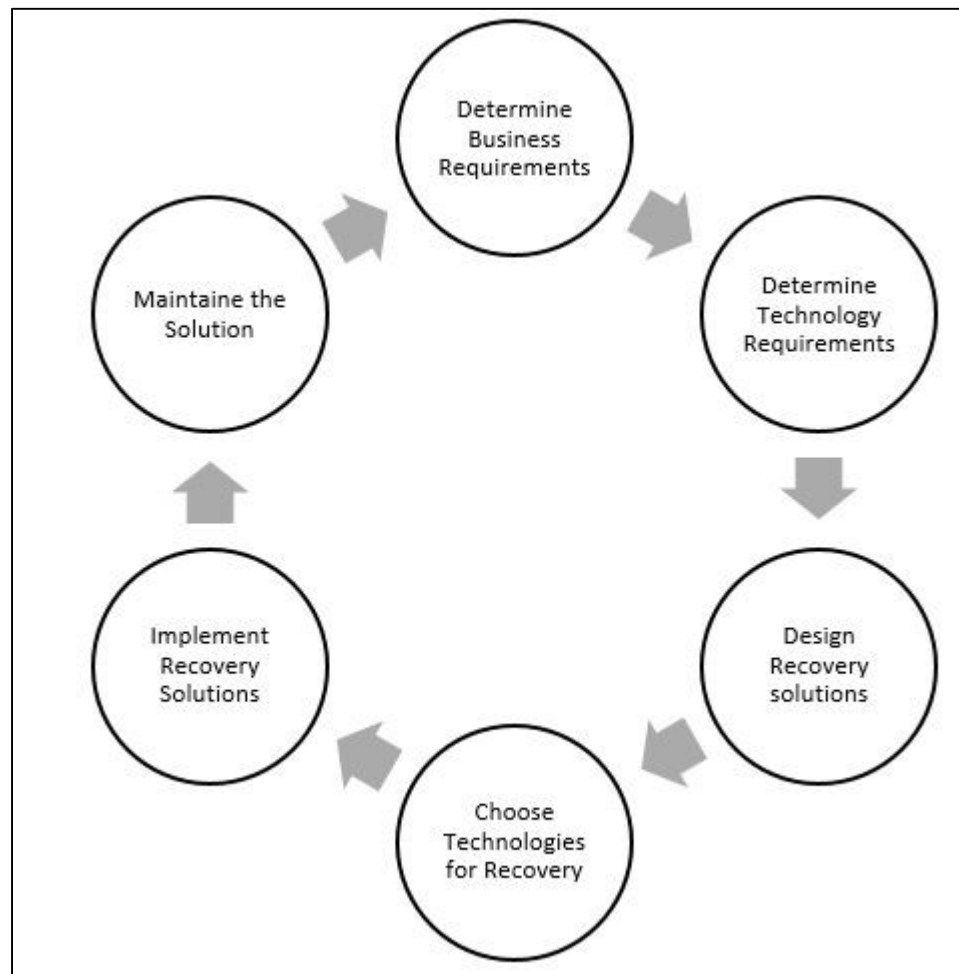 Determine
Business
Requirements
Determine
Technology
Requirements
Design
Recovery
solutions
Choose
Technologies
for Recovery
Implement
Recovery
Solutions
Maintaine the
Solution